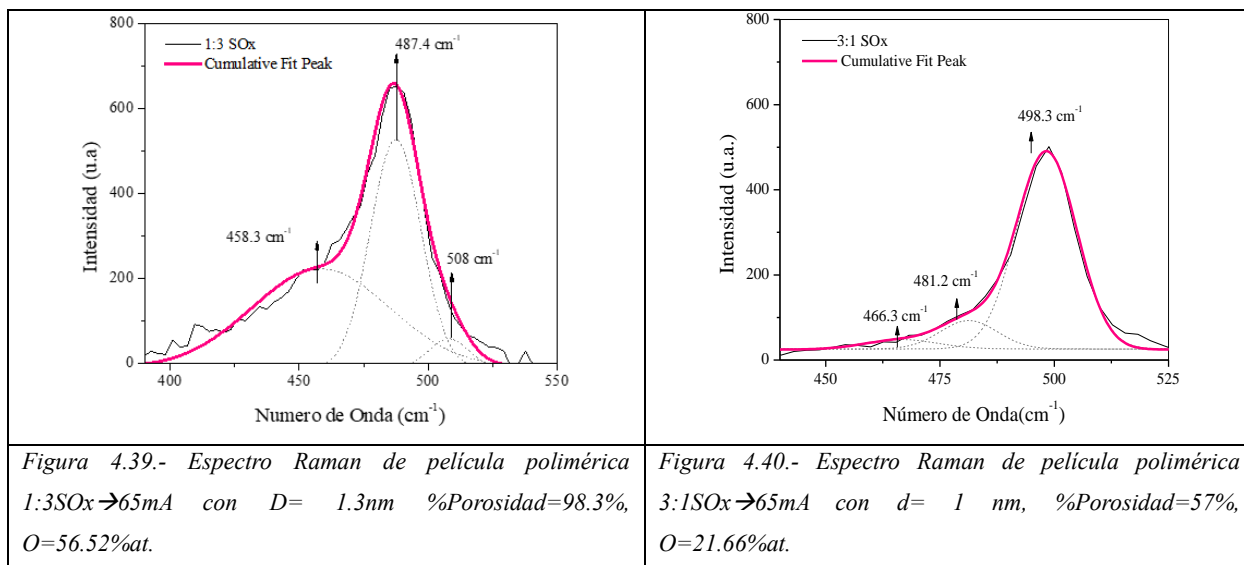 800
1:3 SOx
Cumulative Fit Peak
487.4 cm⁻¹
600
400
458.3 cm⁻¹
508 cm⁻¹
200
0
400
450
500
550
Intensidad (u.a)
Numero de Onda (cm⁻¹)
800
3:1 SOx
Cumulative Fit Peak
600
498.3 cm⁻¹
400
481.2 cm⁻¹
200
466.3 cm⁻¹
0
450
475
500
525
Intensidad (u.a.)
Número de Onda(cm⁻¹)
Figura 4.39.- Espectro Raman de película polimérica
1:3SOx→65mA con D= 1.3nm %Porosidad=98.3%,
O=56.52%at.
Figura 4.40.- Espectro Raman de película polimérica
3:1SOx→65mA con d= 1 nm, %Porosidad=57%,
O=21.66%at.